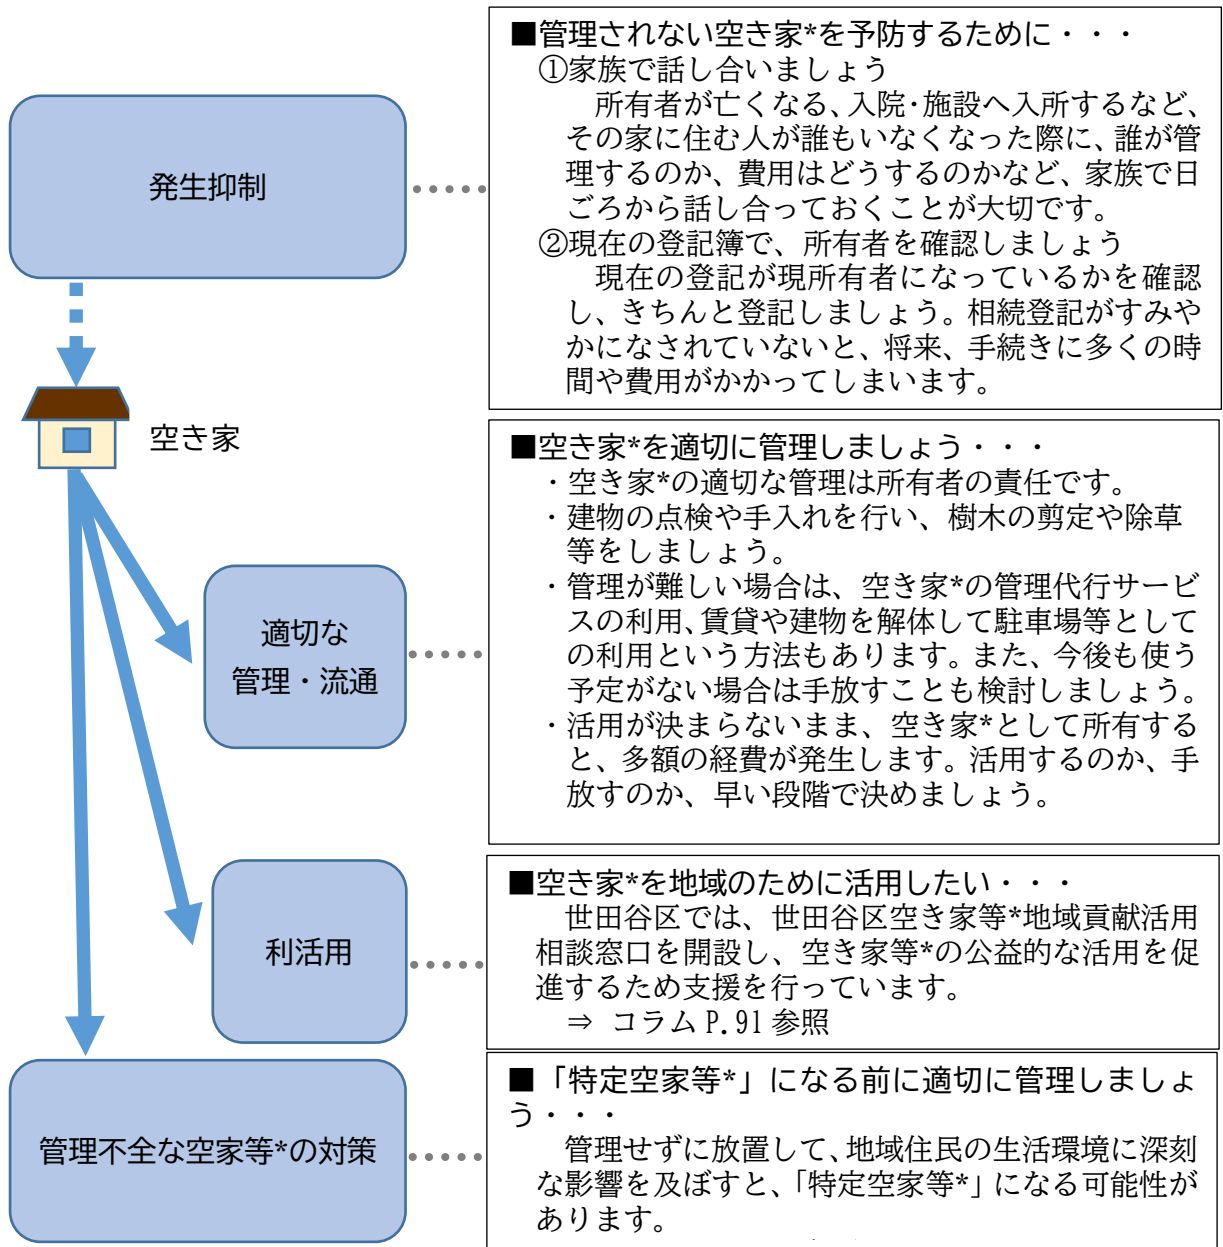 発生抑制
■管理されない空き家*を予防するために・・・
①家族で話し合いましょう
所有者が亡くなる、入院・施設へ入所するなど、
その家に住む人が誰もいなくなった際に、誰が管
理するのか、費用はどうするのかなど、家族で日
ごろから話し合っておくことが大切です。
②現在の登記簿で、所有者を確認しましょう
現在の登記が現所有者になっているかを確認
し、きちんと登記しましょう。相続登記がすみや
かになされていないと、将来、手続きに多くの時
間や費用がかかってしまいます。
空き家
適切な
管理・流通
■空き家*を適切に管理しましょう・・・
・空き家*の適切な管理は所有者の責任です。
・建物の点検や手入れを行い、樹木の剪定や除草
等をしましょう。
・管理が難しい場合は、空き家*の管理代行サービ
スの利用、賃貸や建物を解体して駐車場等として
の利用という方法もあります。また、今後も使う
予定がない場合は手放すことも検討しましょう。
・活用が決まらないまま、空き家*として所有する
と、多額の経費が発生します。活用するのか、手
放すのか、早い段階で決めましょう。
利活用
■空き家*を地域のために活用したい・・・
世田谷区では、世田谷区空き家等*地域貢献活用
相談窓口を開設し、空き家等*の公益的な活用を促
進するため支援を行っています。
⇒ コラム P.91 参照
管理不全な空家等*の対策
■「特定空家等*」になる前に適切に管理しましょ
う・・・
管理せずに放置して、地域住民の生活環境に深刻
な影響を及ぼすと、「特定空家等*」になる可能性が
あります。